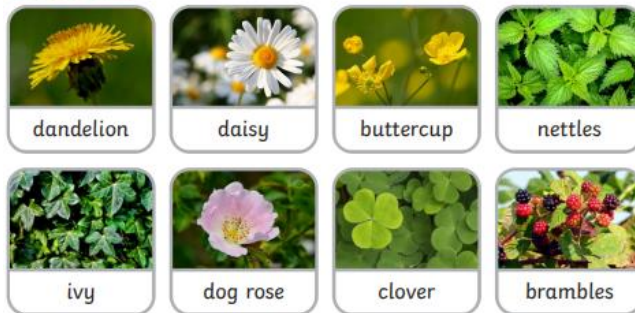 dandelion daisy buttercup nettles
ivy dog rose clover brambles